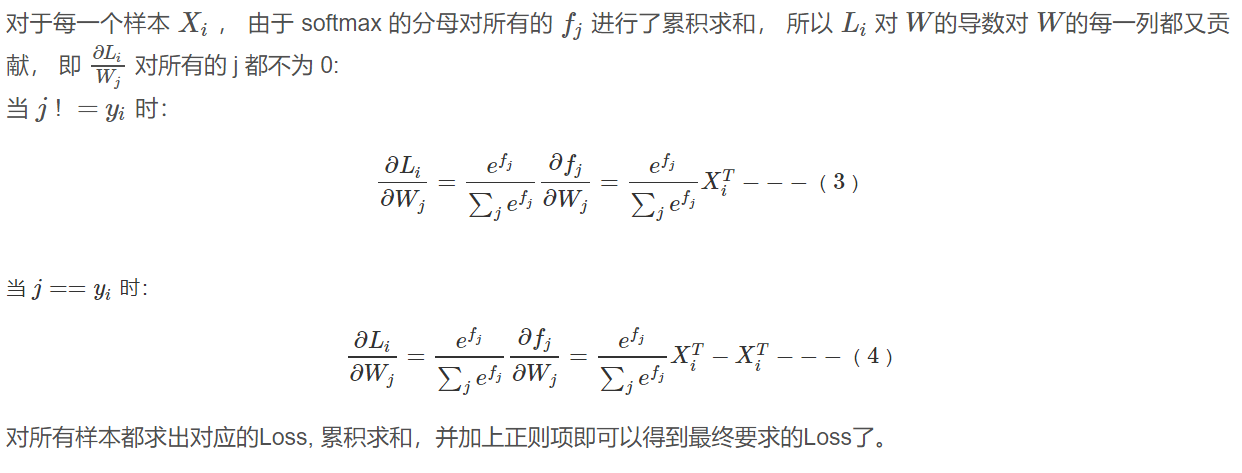 对于每一个样本 $X_i$ ， 由于 softmax 的分母对所有的 $f_j$ 进行了累积求和， 所以 $L_i$ 对 $W$的导数对 $W$的每一列都又贡
献， 即 $\frac{\partial L_i}{W_j}$ 对所有的 j 都不为 0:
当 $j！= y_i$ 时：
$\frac{\partial L_i}{\partial W_j} = \frac{e^{f_j}}{\sum_j e^{f_j}} \frac{\partial f_j}{\partial W_j} = \frac{e^{f_j}}{\sum_j e^{f_j}} X_i^T - - - （3）$
当 $j == y_i$ 时：
$\frac{\partial L_i}{\partial W_j} = \frac{e^{f_j}}{\sum_j e^{f_j}} \frac{\partial f_j}{\partial W_j} = \frac{e^{f_j}}{\sum_j e^{f_j}} X_i^T - X_i^T - - - （4）$
对所有样本都求出对应的Loss, 累积求和，并加上正则项即可以得到最终要求的Loss了。